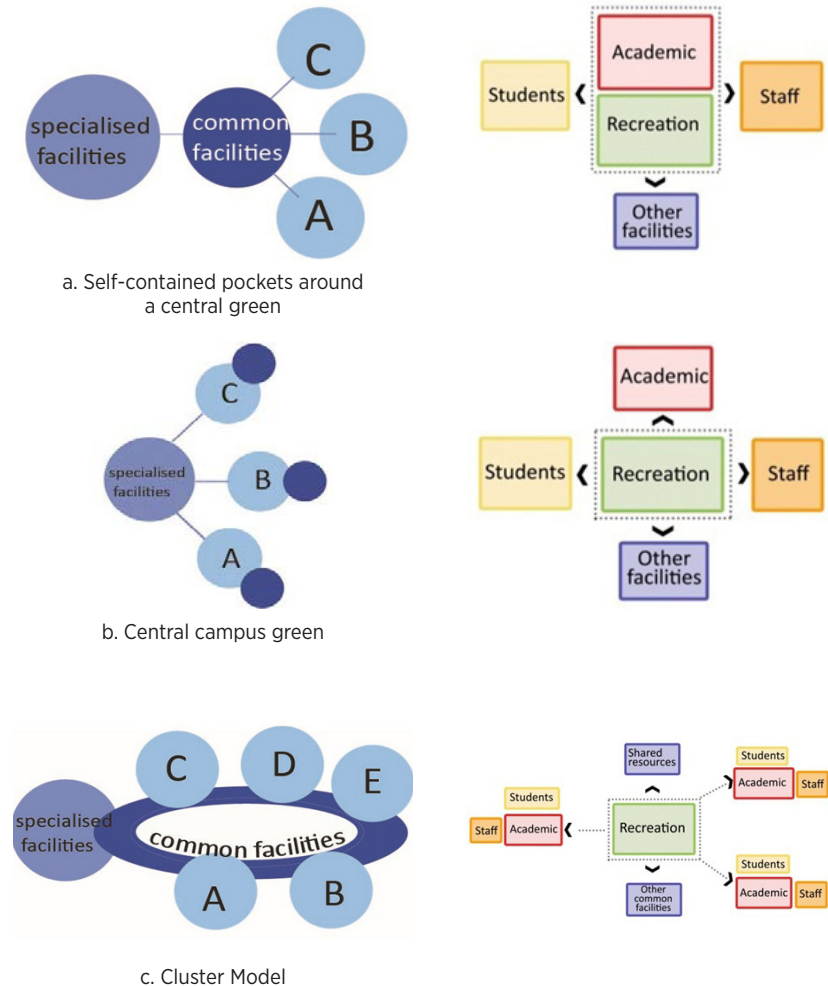 C
specialised
facilities
common
facilities
B
A
Academic
Students
Recreation
Staff
Other
facilities
a. Self-contained pockets around
a central green
C
specialised
facilities
B
A
Academic
Students
Recreation
Staff
Other
facilities
b. Central campus green
C
D
E
specialised
facilities
common facilities
A
B
Shared
resources
Students
Academic
Staff
Students
Staff
Academic
Recreation
Students
Academic
Staff
Other
common
facilities
c. Cluster Model